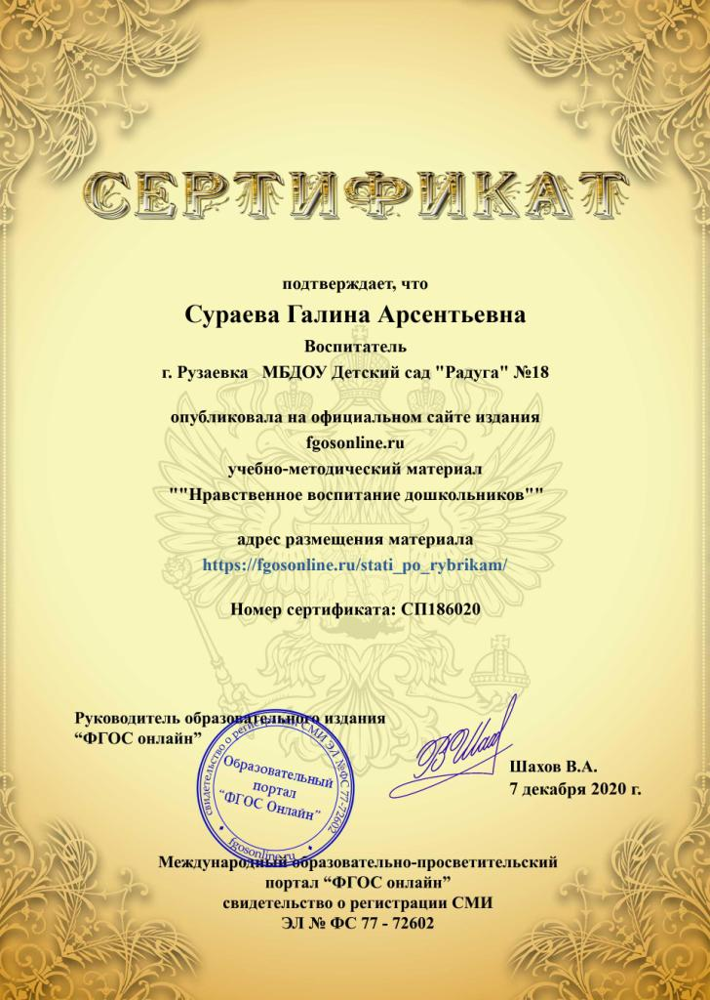 СЕРТИФИКАТ
подтверждает, что
Сураева Галина Арсентьевна
Воспитатель
г. Рузаевка МБДОУ Детский сад "Радуга" №18
опубликовала на официальном сайте издания
fgosonline.ru
учебно-методический материал
""Нравственное воспитание дошкольников""
адрес размещения материала
https://fgosonline.ru/stati_po_rybrikam/
Номер сертификата: СП186020
Руководитель образовательного издания
“ФГОС онлайн”
свидетельство о регистрации СМИ ЭЛ №ФС 77-72602
Образовательный
портал
“ФГОС Онлайн”
fgosonline.ru
Шахов В.А.
7 декабря 2020 г.
Международный образовательно-просветительский
портал “ФГОС онлайн”
свидетельство о регистрации СМИ
ЭЛ № ФС 77 - 72602